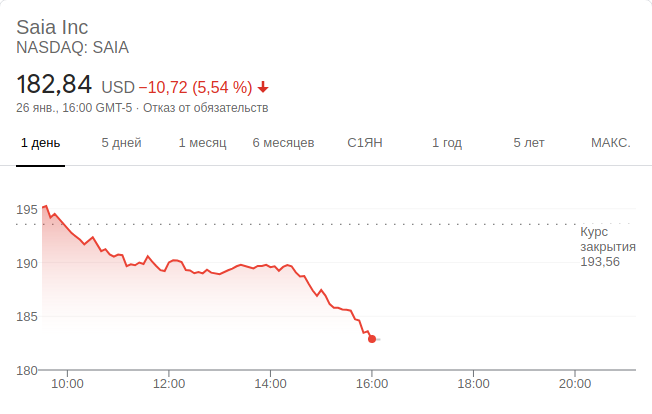 Saia Inc
NASDAQ: SAIA
182,84 USD −10,72 (5,54 %)
26 янв., 16:00 GMT-5 · Отказ от обязательств
1 день 5 дней 1 месяц 6 месяцев С1ЯН 1 год 5 лет МАКС.
195
Курс
закрытия
193,56
190
185
180
10:00 12:00 14:00 16:00 18:00 20:00